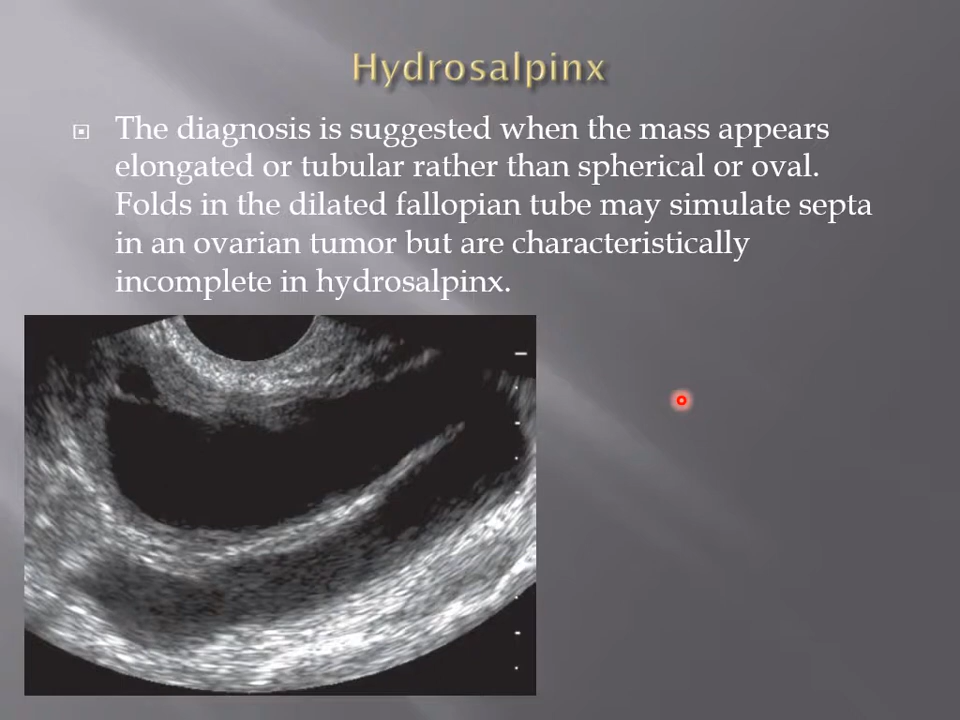 Hydrosalpinx
The diagnosis is suggested when the mass appears
elongated or tubular rather than spherical or oval.
Folds in the dilated fallopian tube may simulate septa
in an ovarian tumor but are characteristically
incomplete in hydrosalpinx.